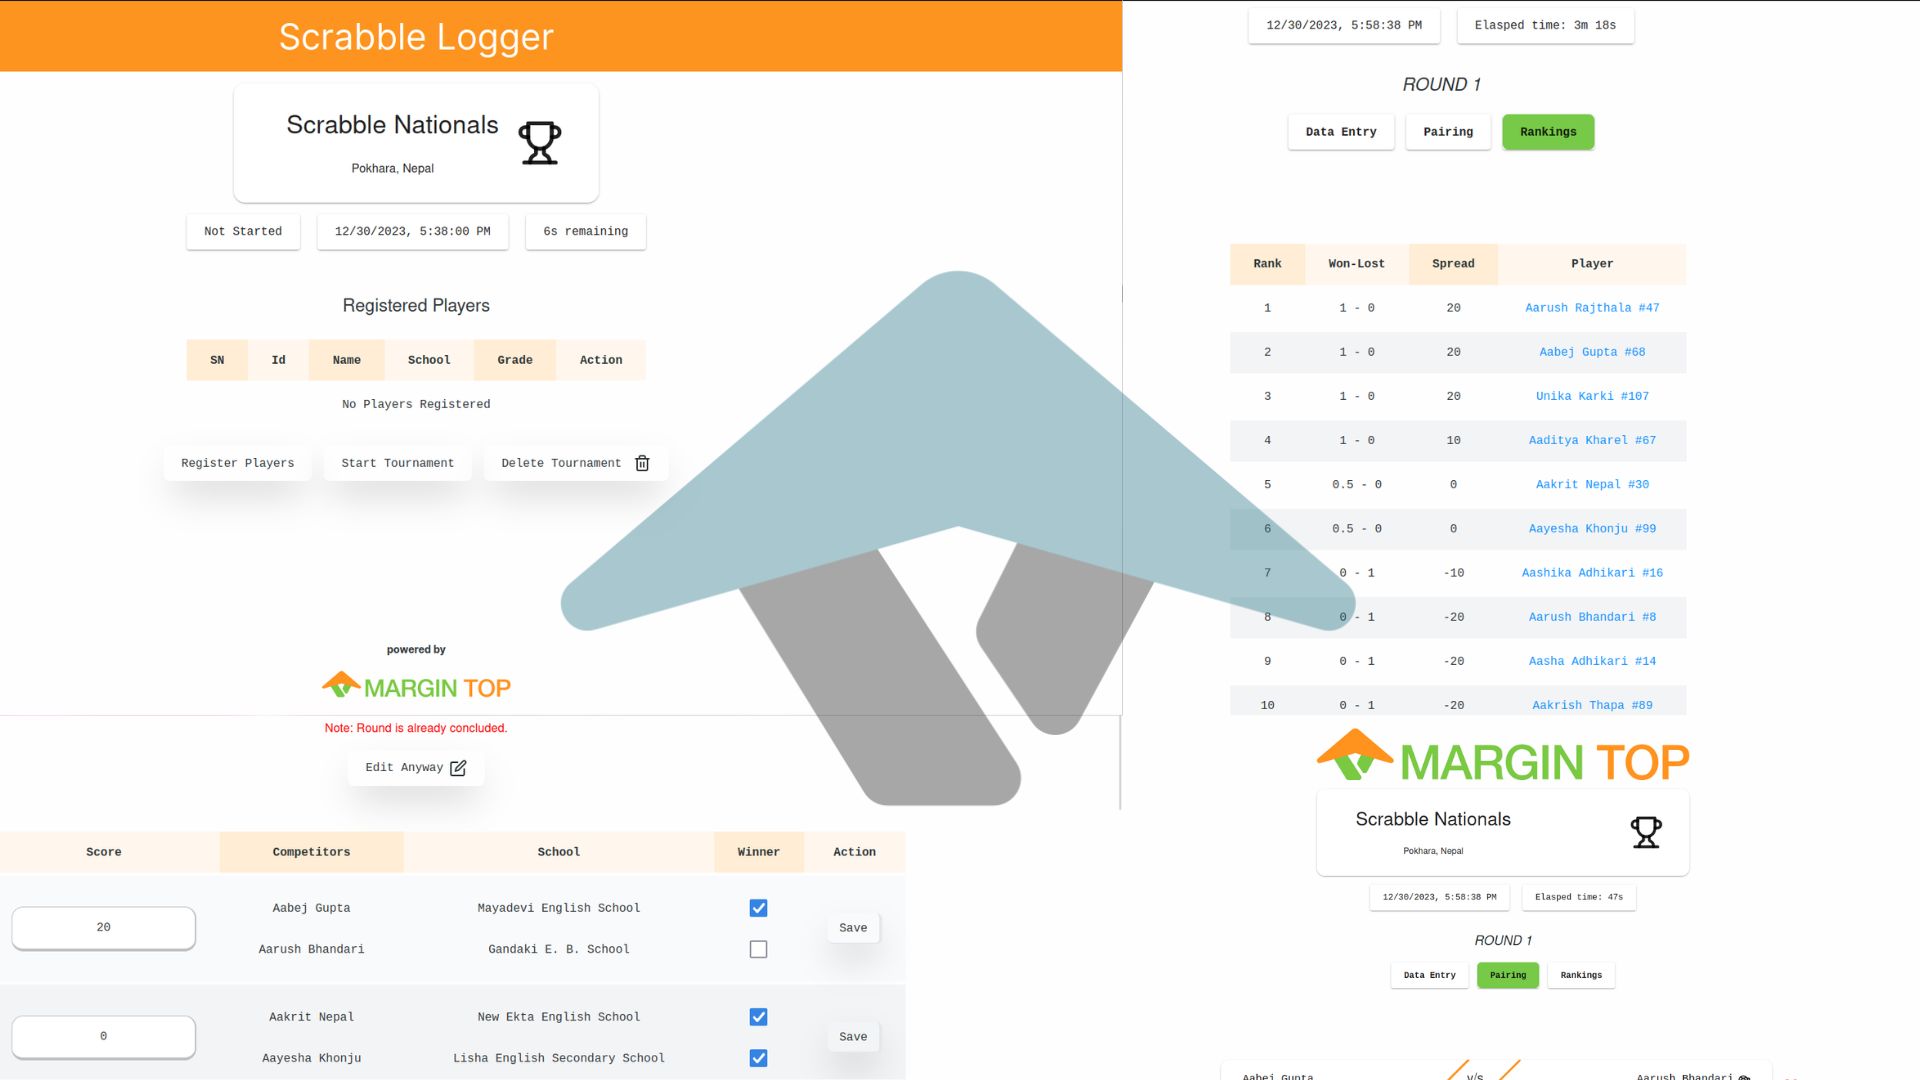 Scrabble Logger
Scrabble Nationals
Pokhara, Nepal
Not Started 12/30/2023, 5:38:00 PM 6s remaining
Registered Players
SN Id Name School Grade Action
No Players Registered
Register Players Start Tournament Delete Tournament
powered by
MARGIN TOP
Note: Round is already concluded.
Edit Anyway
Score Competitors School Winner Action
Aabej Gupta Mayadevi English School
20 Save
Aarush Bhandari Gandaki E. B. School
Aakrit Nepal New Ekta English School
0 Save
Aayesha Khonju Lisha English Secondary School
12/30/2023, 5:58:38 PM Elasped time: 3m 18s
ROUND 1
Data Entry Pairing Rankings
Rank Won-Lost Spread Player
1 1 - 0 20 Aarush Rajthala #47
2 1 - 0 20 Aabej Gupta #68
3 1 - 0 20 Unika Karki #107
4 1 - 0 10 Aaditya Kharel #67
5 0.5 - 0 0 Aakrit Nepal #30
6 0.5 - 0 0 Aayesha Khonju #99
7 0 - 1 -10 Aashika Adhikari #16
8 0 - 1 -20 Aarush Bhandari #8
9 0 - 1 -20 Aasha Adhikari #14
10 0 - 1 -20 Aakrish Thapa #89
MARGIN TOP
Scrabble Nationals
Pokhara, Nepal
12/30/2023, 5:58:38 PM Elasped time: 47s
ROUND 1
Data Entry Pairing Rankings
Aabej Gupta v/s Aarush Bhandari